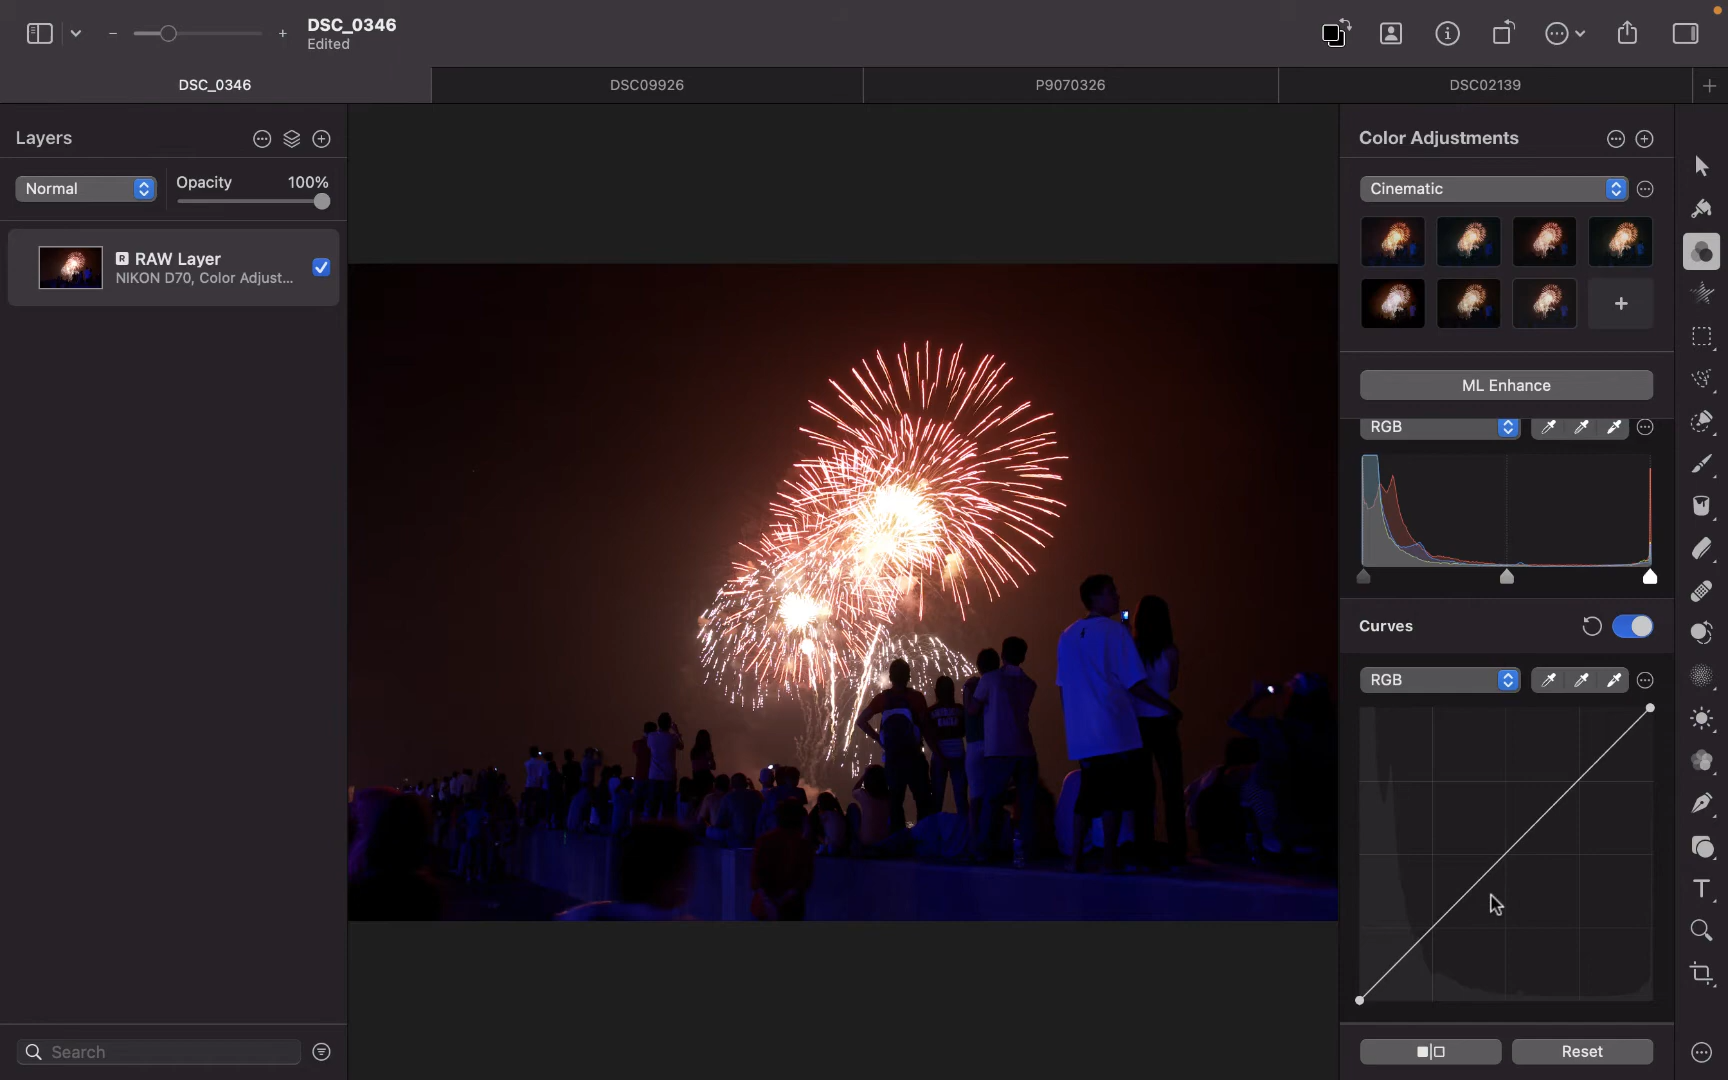 DSC_0346
Edited
DSC_0346
DSC09926
P9070326
DSC02139
Layers
Normal
Opacity 100%
RAW Layer
NIKON D70, Color Adjust...
Search
Color Adjustments
Cinematic
ML Enhance
RGB
Curves
RGB
Reset